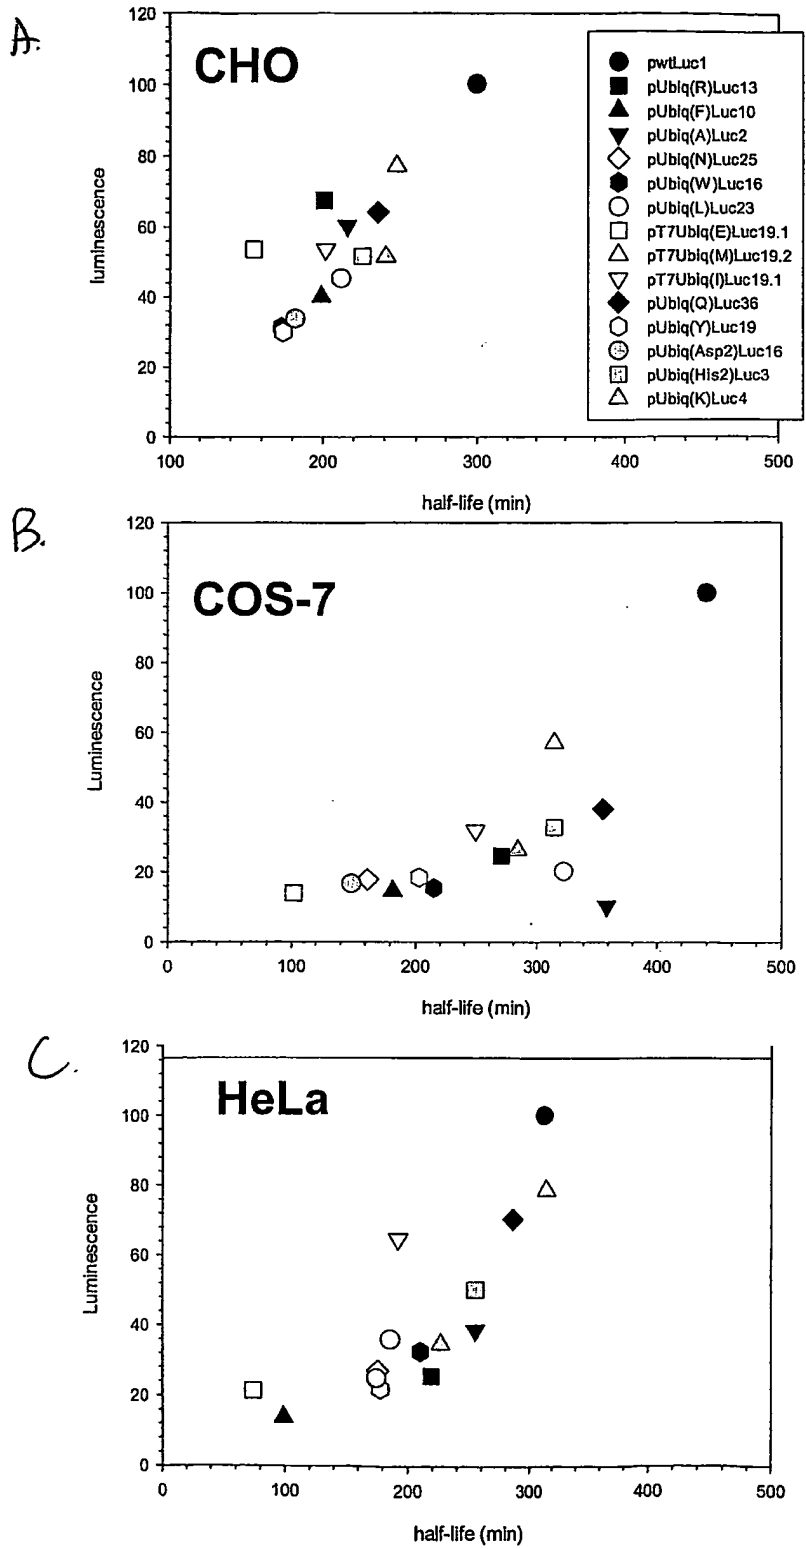 A.
120
CHO
100
80
60
40
20
0
luminescence
100
200
300
400
500
half-life (min)
pwtLuc1
pUbiq(R)Luc13
pUbiq(F)Luc10
pUbiq(A)Luc2
pUbiq(N)Luc25
pUbiq(W)Luc16
pUbiq(L)Luc23
pT7Ubiq(E)Luc19.1
pT7Ubiq(M)Luc19.2
pT7Ubiq(I)Luc19.1
pUbiq(Q)Luc36
pUbiq(Y)Luc19
pUbiq(Asp2)Luc16
pUbiq(His2)Luc3
pUbiq(K)Luc4
B.
120
COS-7
100
80
60
40
20
0
Luminescence
0
100
200
300
400
500
half-life (min)
C.
120
HeLa
100
80
60
40
20
0
Luminescence
0
100
200
300
400
500
half-life (min)